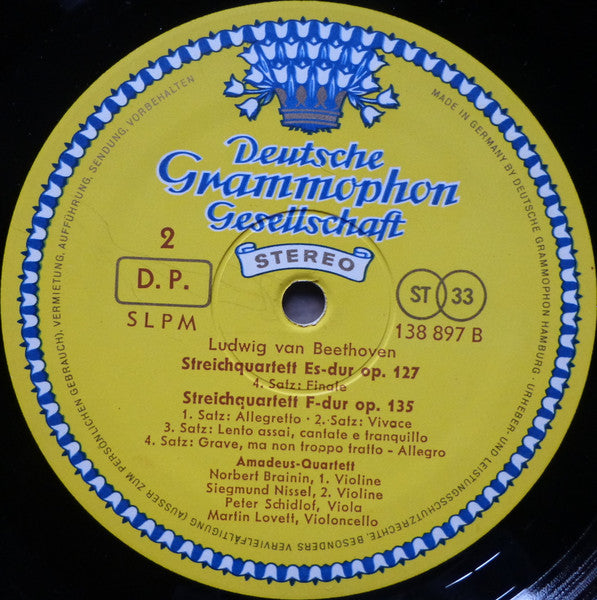 Deutsche
Grammophon
Gesellschaft
STEREO
2
D.P.
SLPM
ST 33
138 897 B
Ludwig van Beethoven
Streichquartett Es-dur op. 127
4. Satz: Finale
Streichquartett F-dur op. 135
1. Satz: Allegretto · 2. Satz: Vivace
3. Satz: Lento assai, cantate e tranquillo
4. Satz: Grave, ma non troppo tratto - Allegro
Amadeus-Quartett
Norbert Brainin, 1. Violine
Siegmund Nissel, 2. Violine
Peter Schidlof, Viola
Martin Lovett, Violoncello
MADE IN GERMANY BY DEUTSCHE GRAMMOPHON HAMBURG · URHEBER- UND LEISTUNGSSCHUTZRECHTE, BESONDERS VERVIELFÄLTIGUNG (AUSSER ZUM PERSÖNLICHEN GEBRAUCH), VERMIETUNG, AUFFÜHRUNG, SENDUNG, VORBEHALTEN